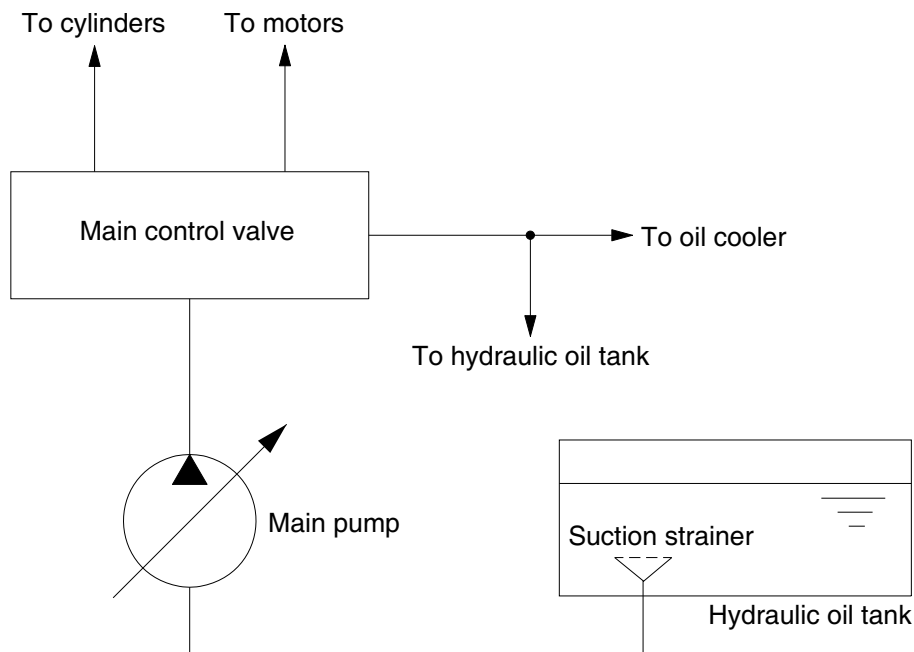 To cylinders
To motors
Main control valve
To oil cooler
To hydraulic oil tank
Main pump
Suction strainer
Hydraulic oil tank